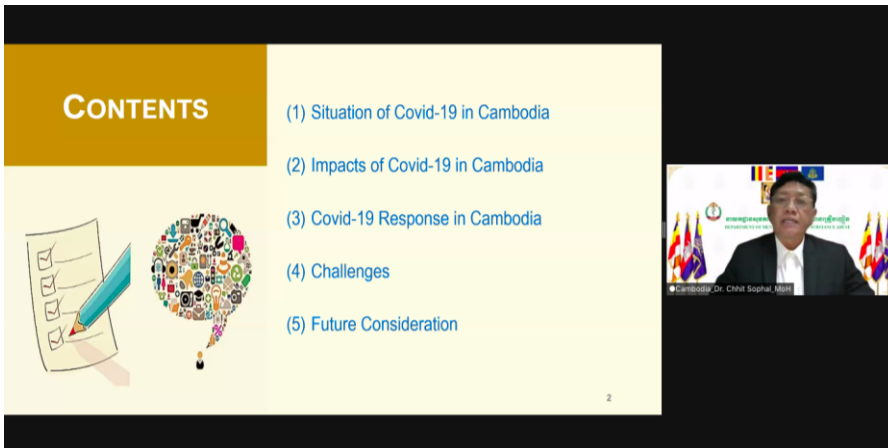 CONTENTS
(1) Situation of Covid-19 in Cambodia
(2) Impacts of Covid-19 in Cambodia
(3) Covid-19 Response in Cambodia
(4) Challenges
(5) Future Consideration
2
Cambodia_Dr. Chhit Sophal_MoH